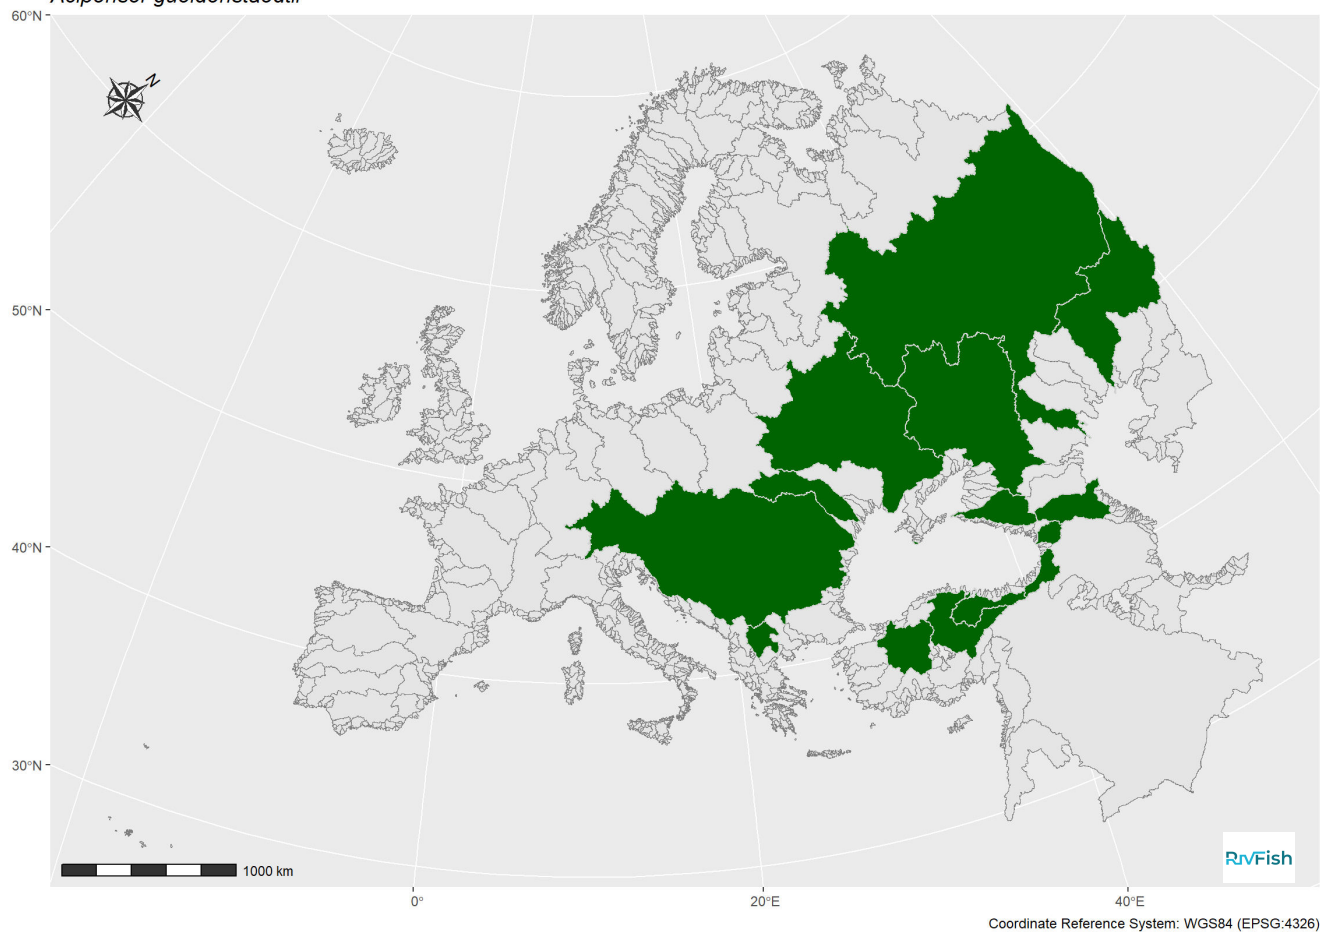 Acipenser gueldenstaedtii
60°N
N
50°N
40°N
30°N
1000 km
RIVFish
0°
20°E
40°E
Coordinate Reference System: WGS84 (EPSG:4326)